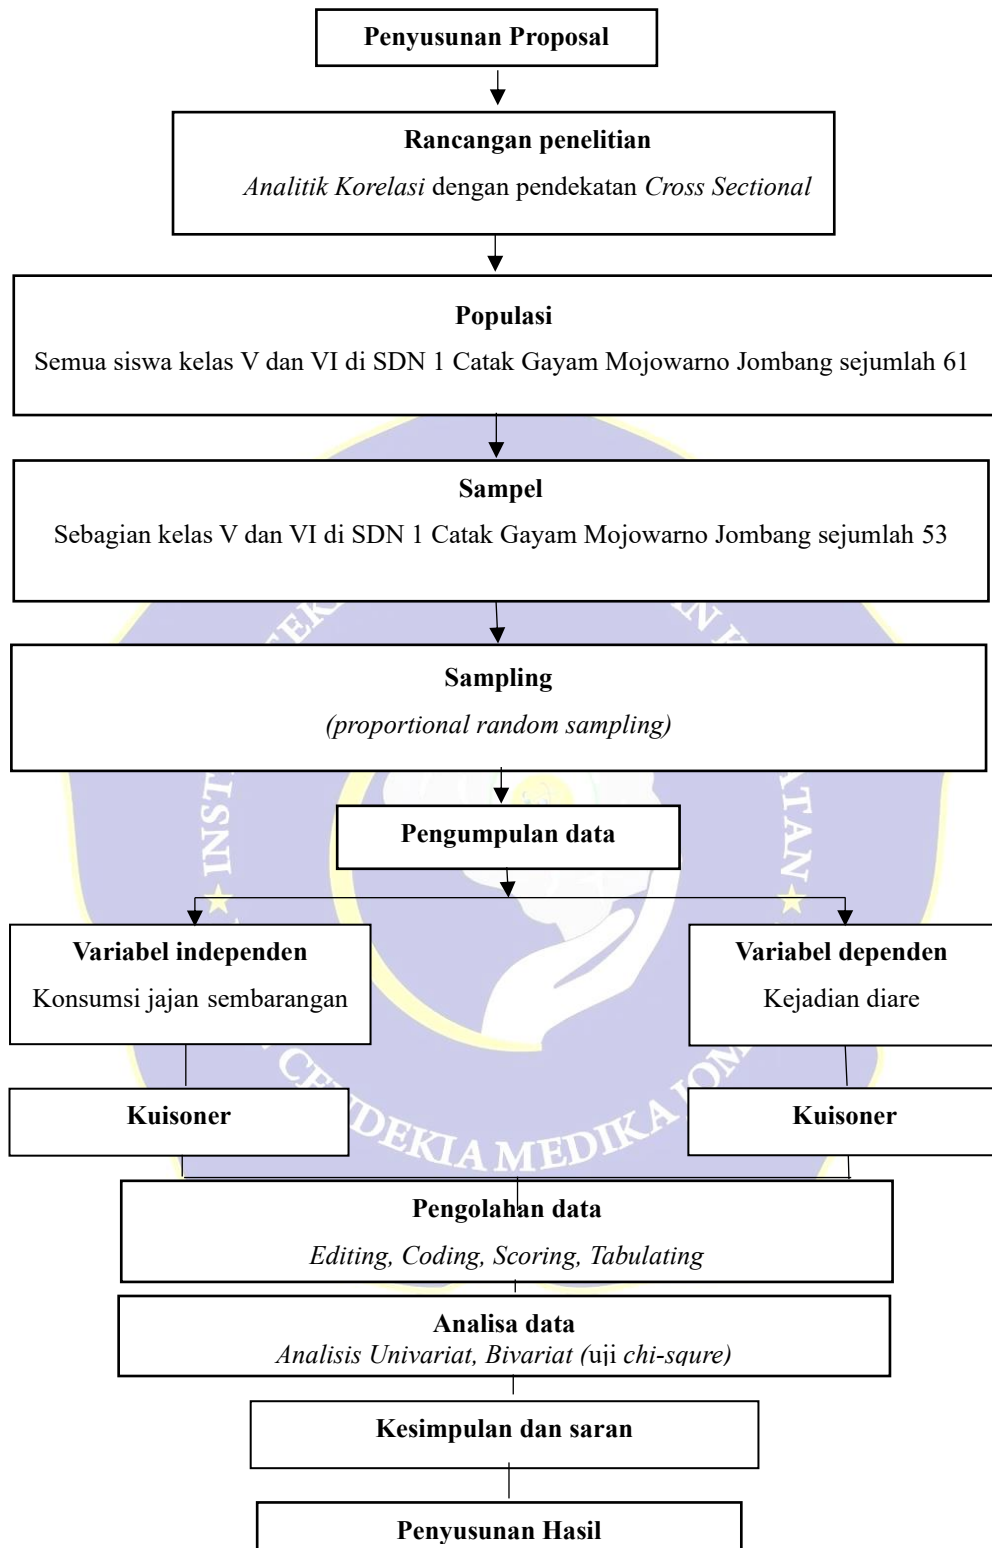 Penyusunan Proposal
Rancangan penelitian
Analitik Korelasi dengan pendekatan Cross Sectional
Populasi
Semua siswa kelas V dan VI di SDN 1 Catak Gayam Mojowarno Jombang sejumlah 61
Sampel
Sebagian kelas V dan VI di SDN 1 Catak Gayam Mojowarno Jombang sejumlah 53
Sampling
(proportional random sampling)
Pengumpulan data
Variabel independen
Konsumsi jajan sembarangan
Variabel dependen
Kejadian diare
Kuisoner
Kuisoner
Pengolahan data
Editing, Coding, Scoring, Tabulating
Analisa data
Analisis Univariat, Bivariat (uji chi-squre)
Kesimpulan dan saran
Penyusunan Hasil
DEKIA MEDIKA